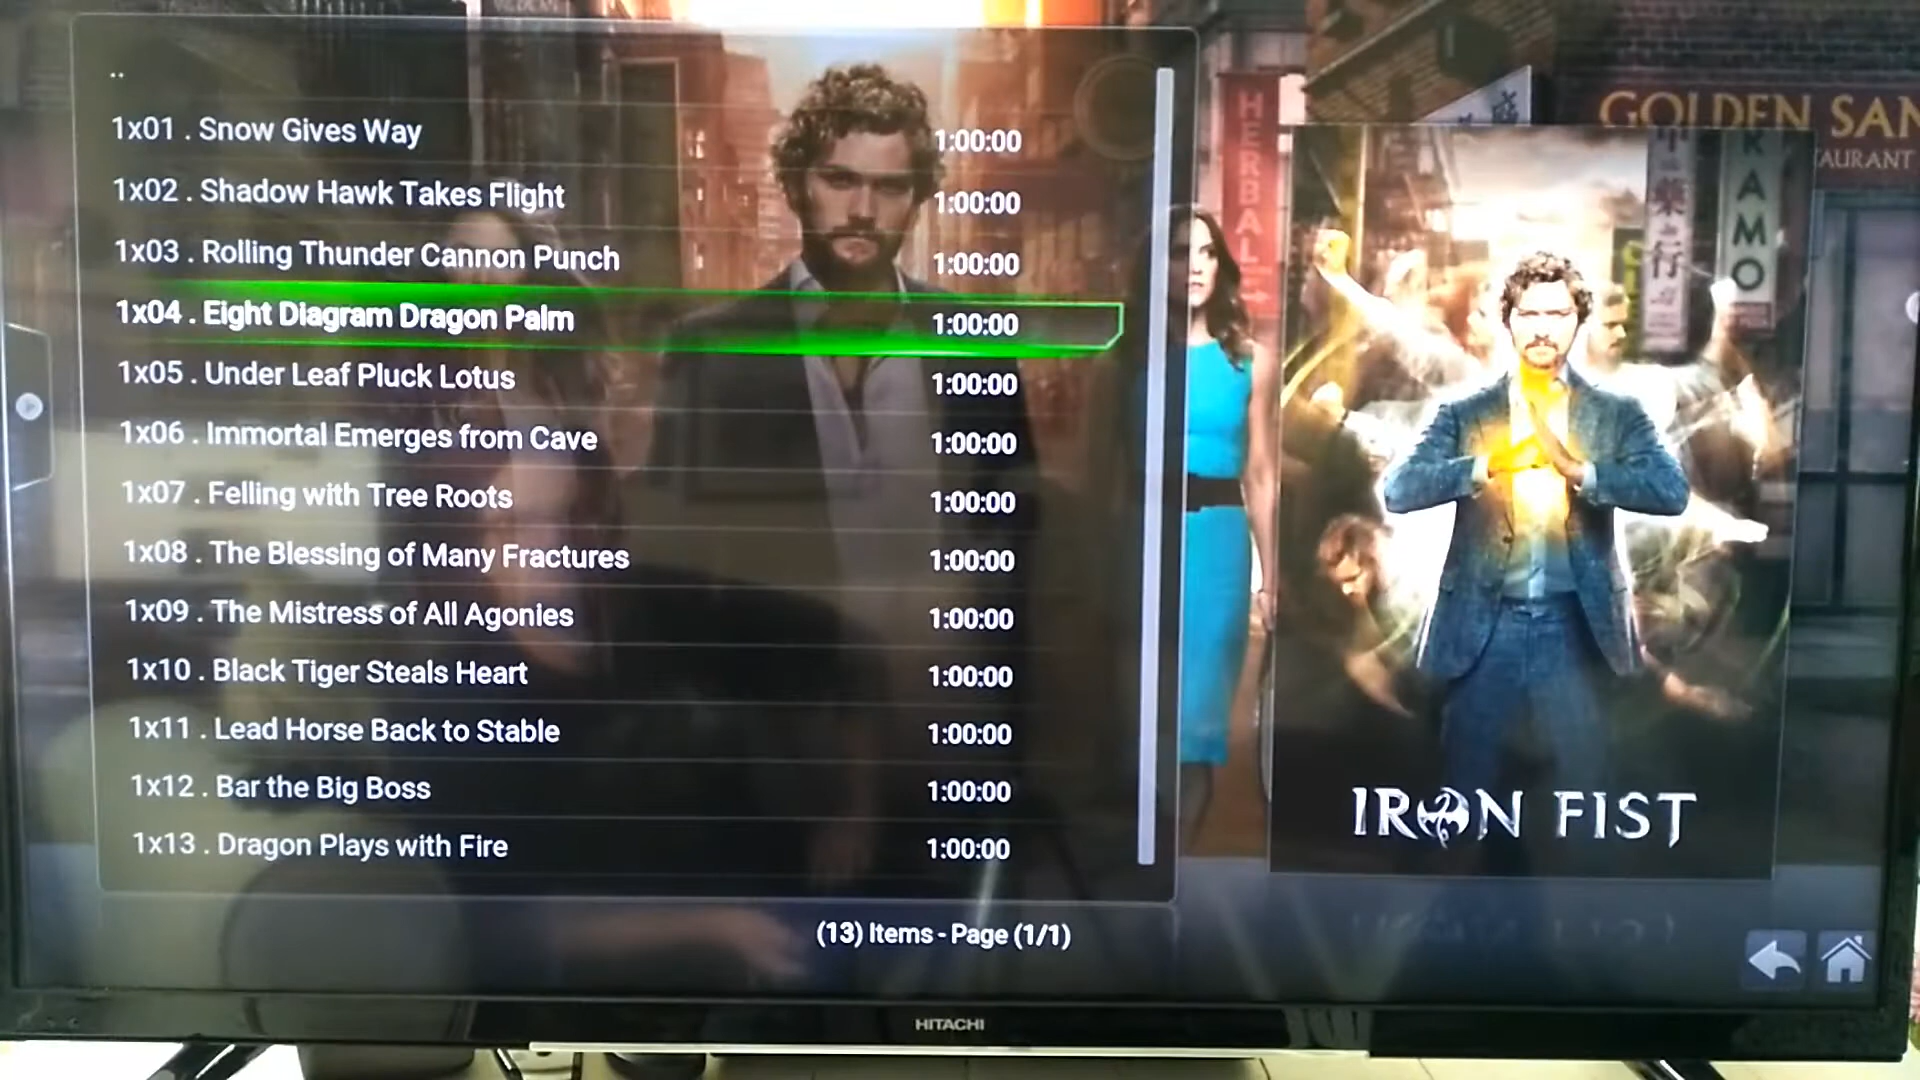 ..
1x01 . Snow Gives Way 1:00:00
1x02 . Shadow Hawk Takes Flight 1:00:00
1x03 . Rolling Thunder Cannon Punch 1:00:00
1x04 . Eight Diagram Dragon Palm 1:00:00
1x05 . Under Leaf Pluck Lotus 1:00:00
1x06 . Immortal Emerges from Cave 1:00:00
1x07 . Felling with Tree Roots 1:00:00
1x08 . The Blessing of Many Fractures 1:00:00
1x09 . The Mistress of All Agonies 1:00:00
1x10 . Black Tiger Steals Heart 1:00:00
1x11 . Lead Horse Back to Stable 1:00:00
1x12 . Bar the Big Boss 1:00:00
1x13 . Dragon Plays with Fire 1:00:00
(13) Items - Page (1/1)
HERBAL
GOLDEN SAN
AURANT
KAMO
IRON FIST
HITACHI